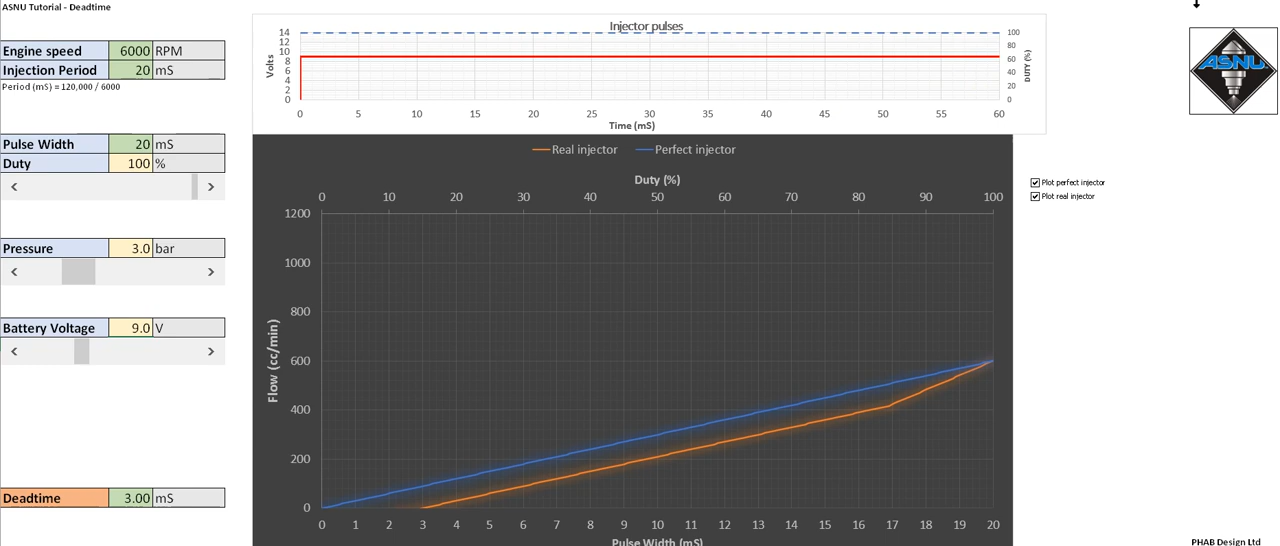 ASNU Tutorial - Deadtime
Engine speed 6000 RPM
Injection Period 20 mS
Period (mS) = 120,000 / 6000
Pulse Width 20 mS
Duty 100 %
Pressure 3.0 bar
Battery Voltage 9.0 V
Deadtime 3.00 mS
Injector pulses
Volts
14
12
10
8
6
4
2
0
100
80
60
40
20
0
DUTY (%)
0 5 10 15 20 25 30 35 40 45 50 55 60
Time (mS)
Real injector Perfect injector
Duty (%)
0 10 20 30 40 50 60 70 80 90 100
Flow (cc/min)
1200
1000
800
600
400
200
0
0 1 2 3 4 5 6 7 8 9 10 11 12 13 14 15 16 17 18 19 20
Pulse Width (mS)
ASNU
Plot perfect injector
Plot real injector
PHAB Design Ltd